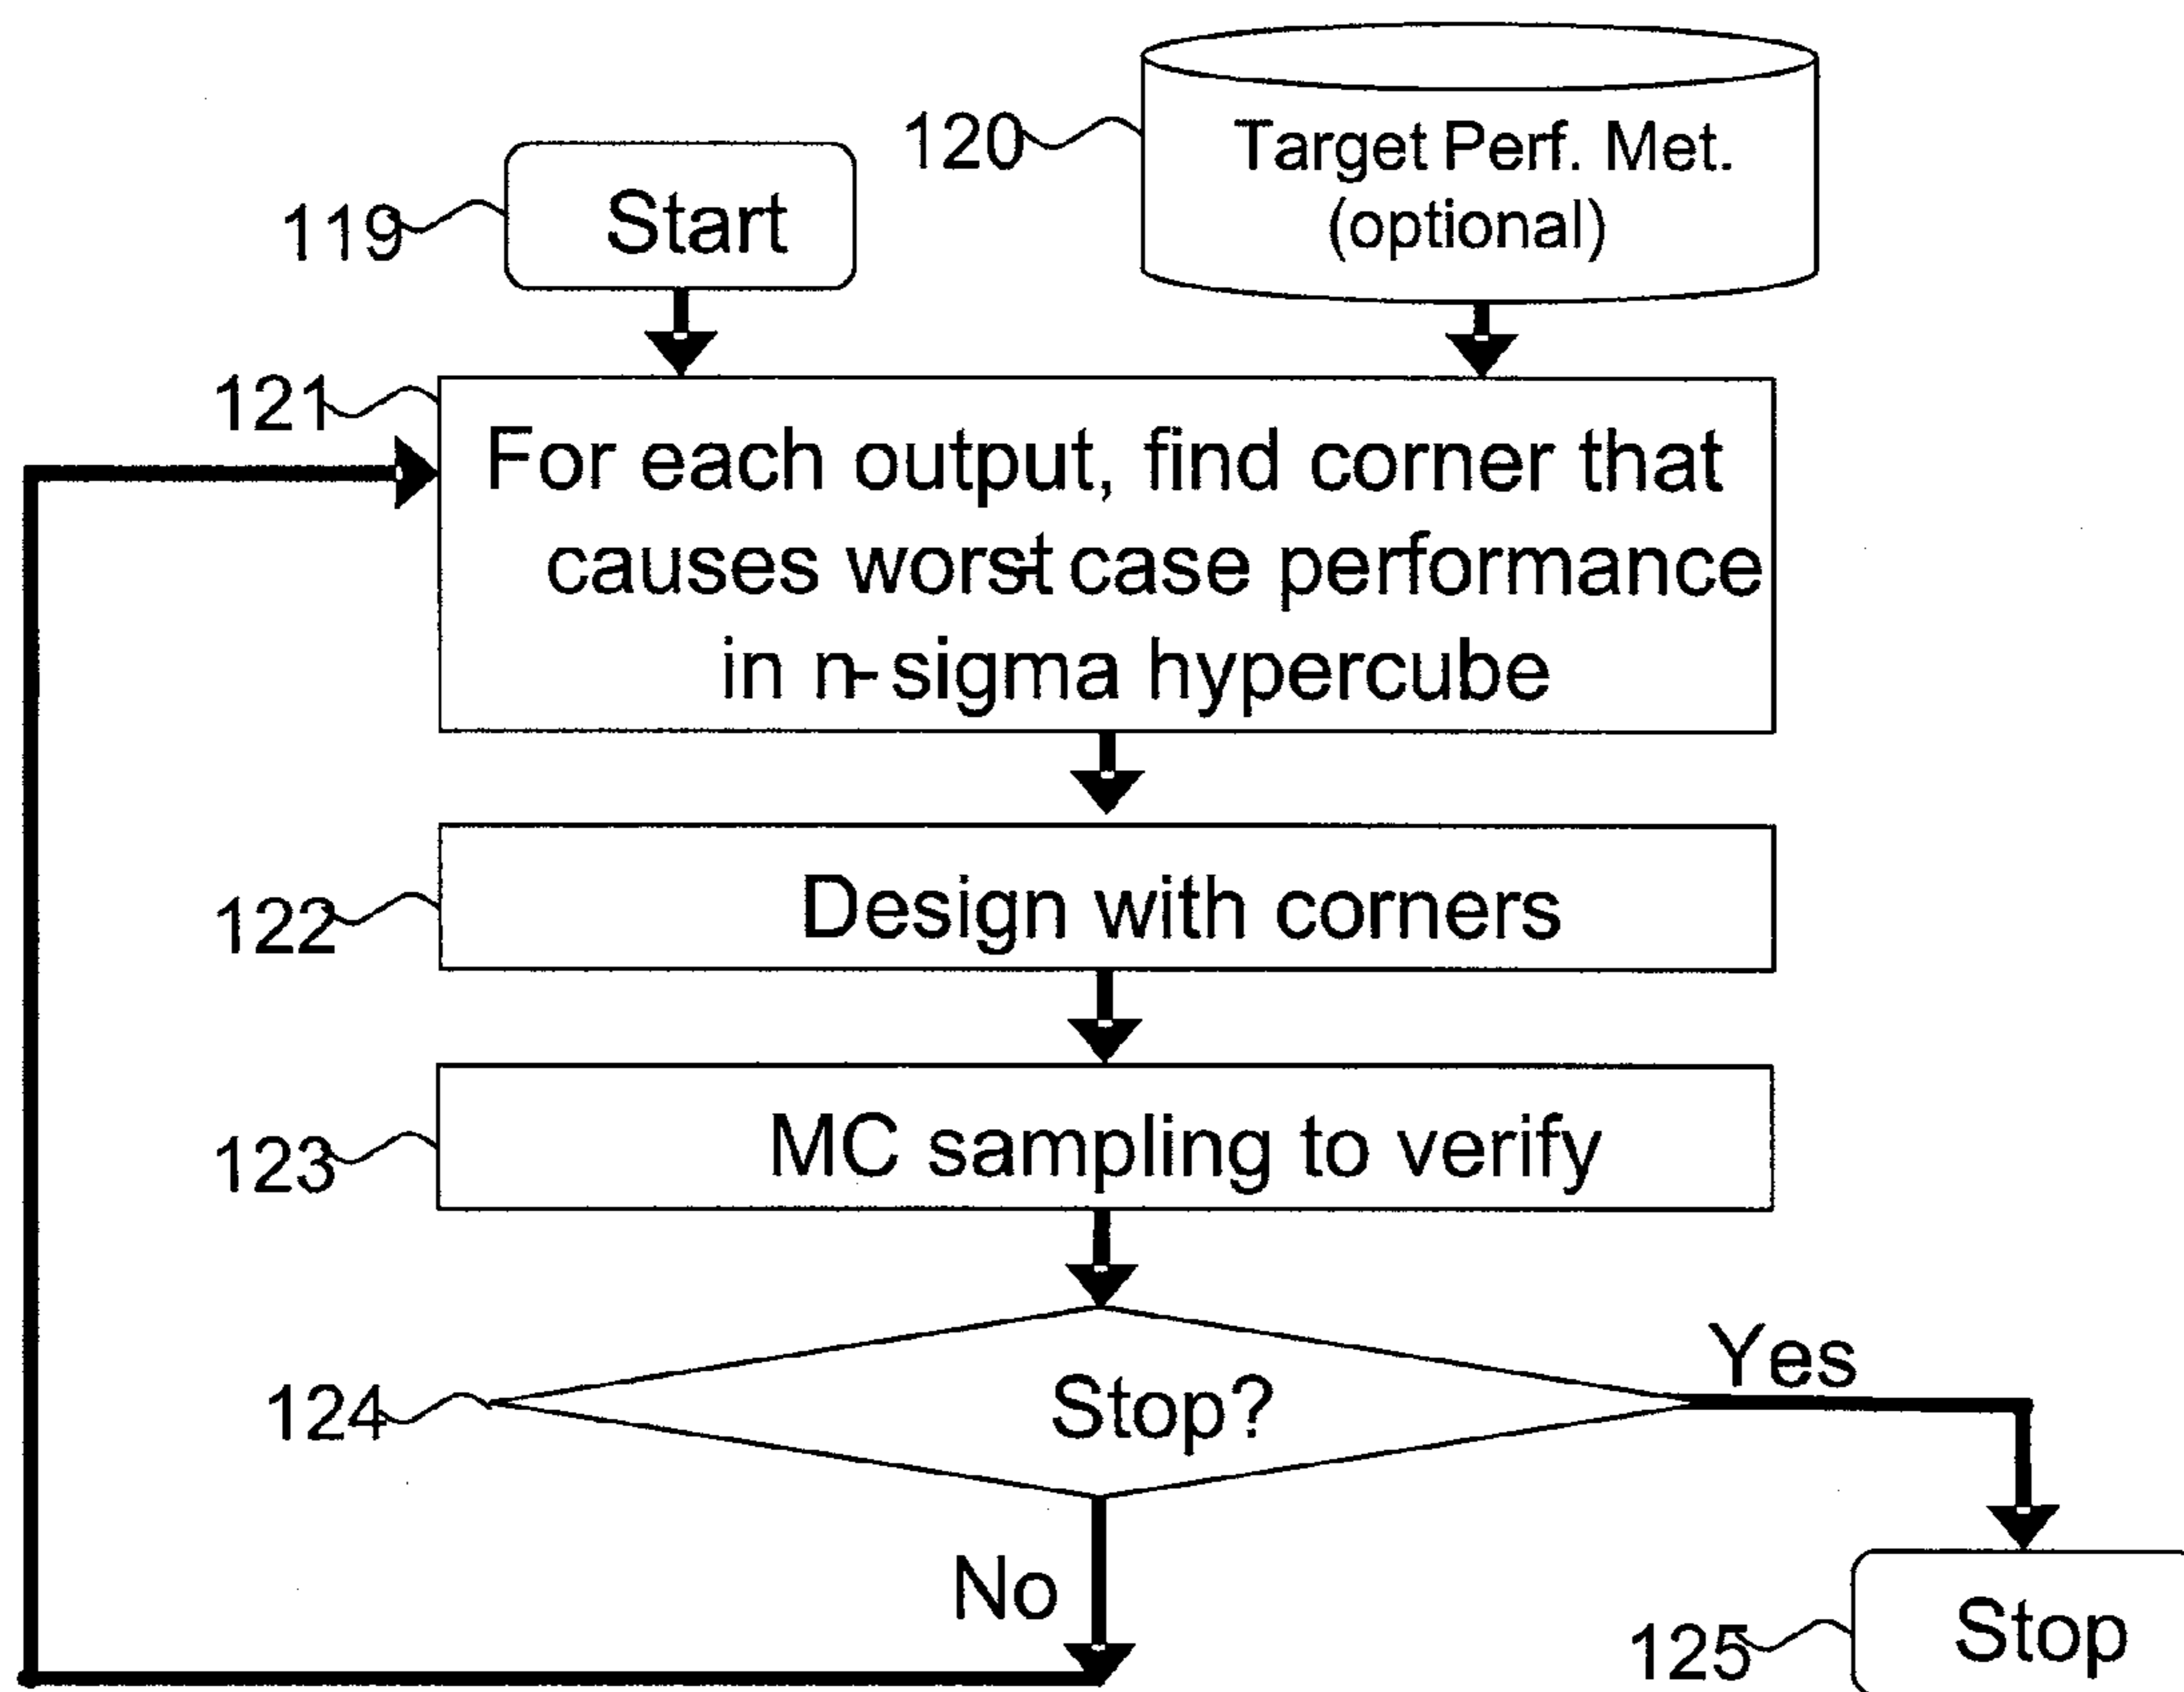 120
Target Perf. Met.
(optional)
119
Start
121
For each output, find corner that
causes worst case performance
in n-sigma hypercube
122
Design with corners
123
MC sampling to verify
124
Stop?
Yes
No
125
Stop